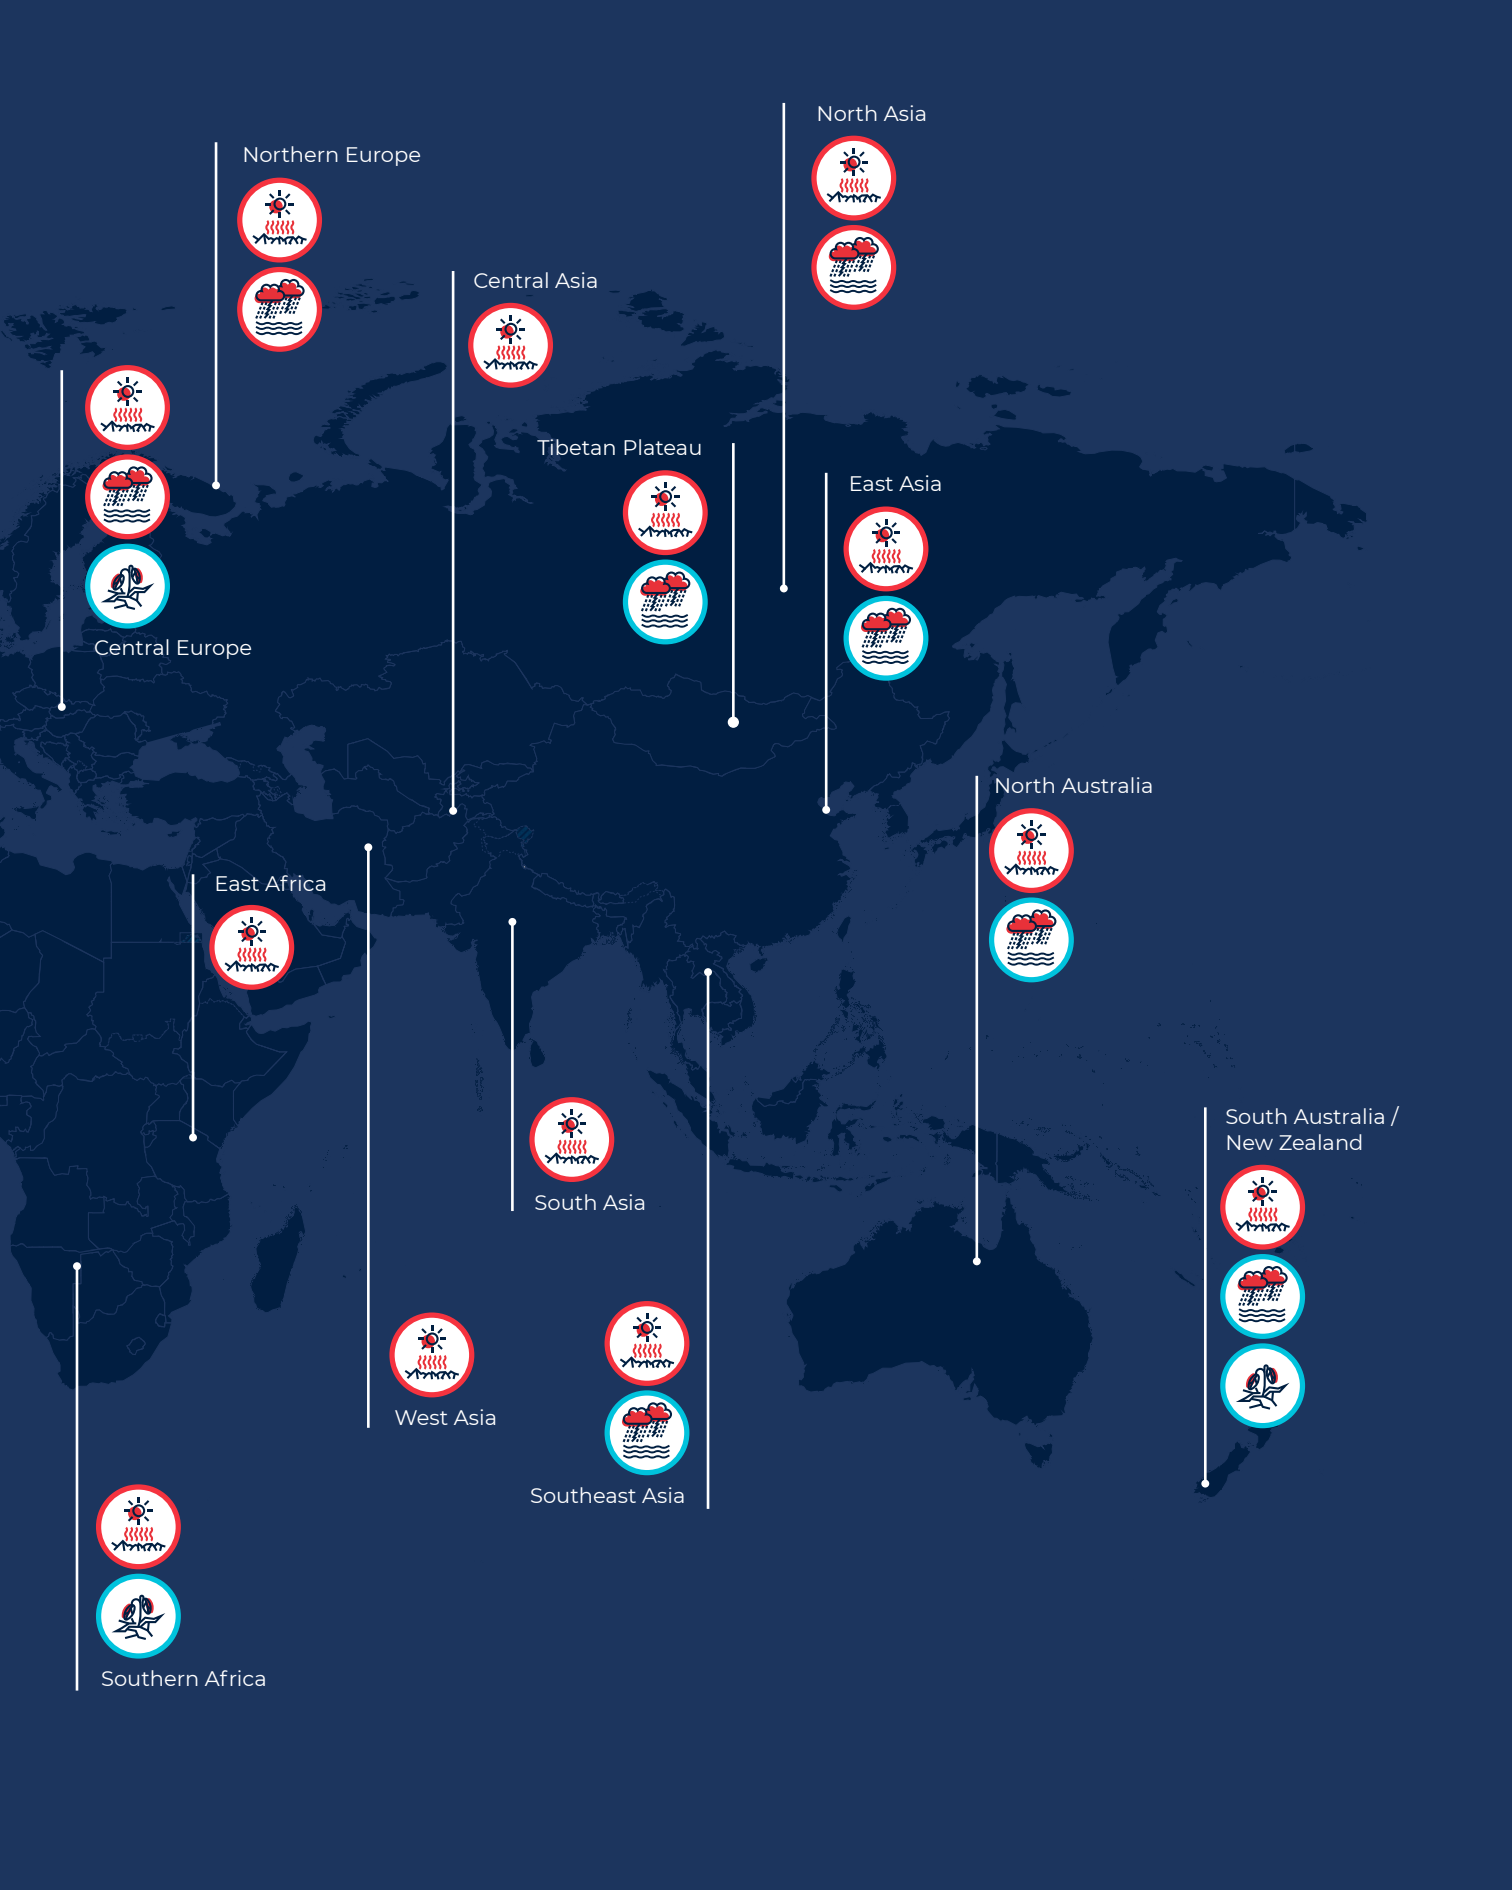 North Asia
Northern Europe
Central Asia
Tibetan Plateau
East Asia
Central Europe
North Australia
East Africa
South Australia /
New Zealand
South Asia
West Asia
Southeast Asia
Southern Africa